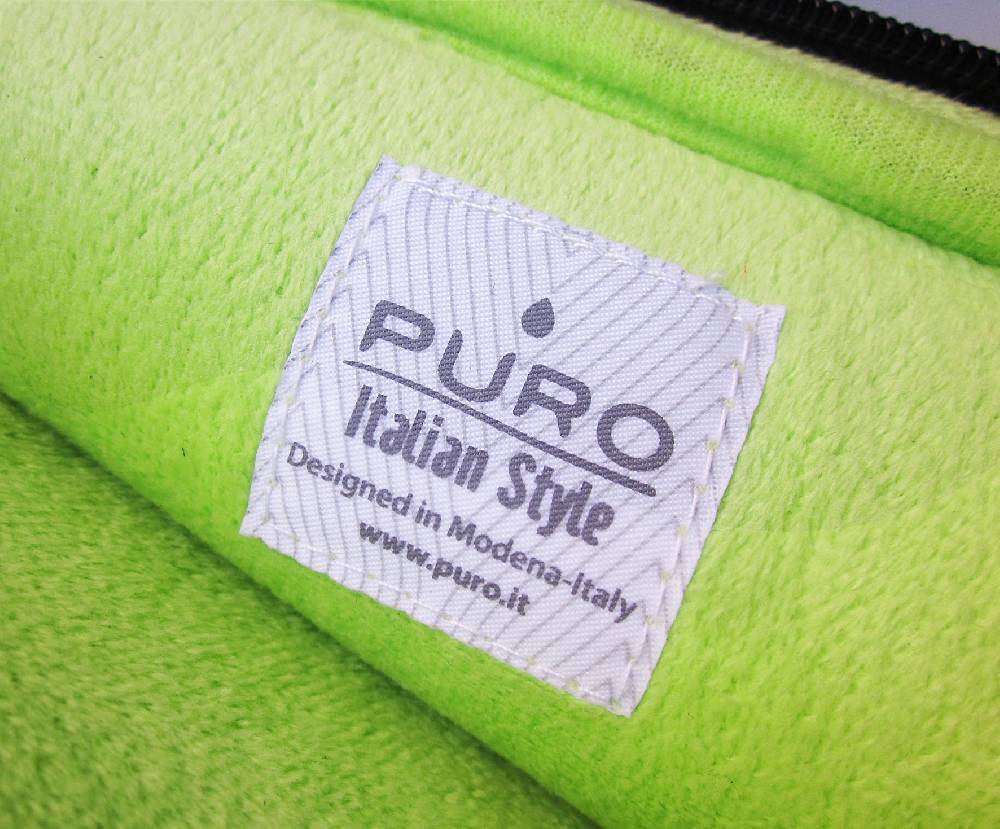 PURO
Italian Style
Designed in Modena-Italy
www.puro.it